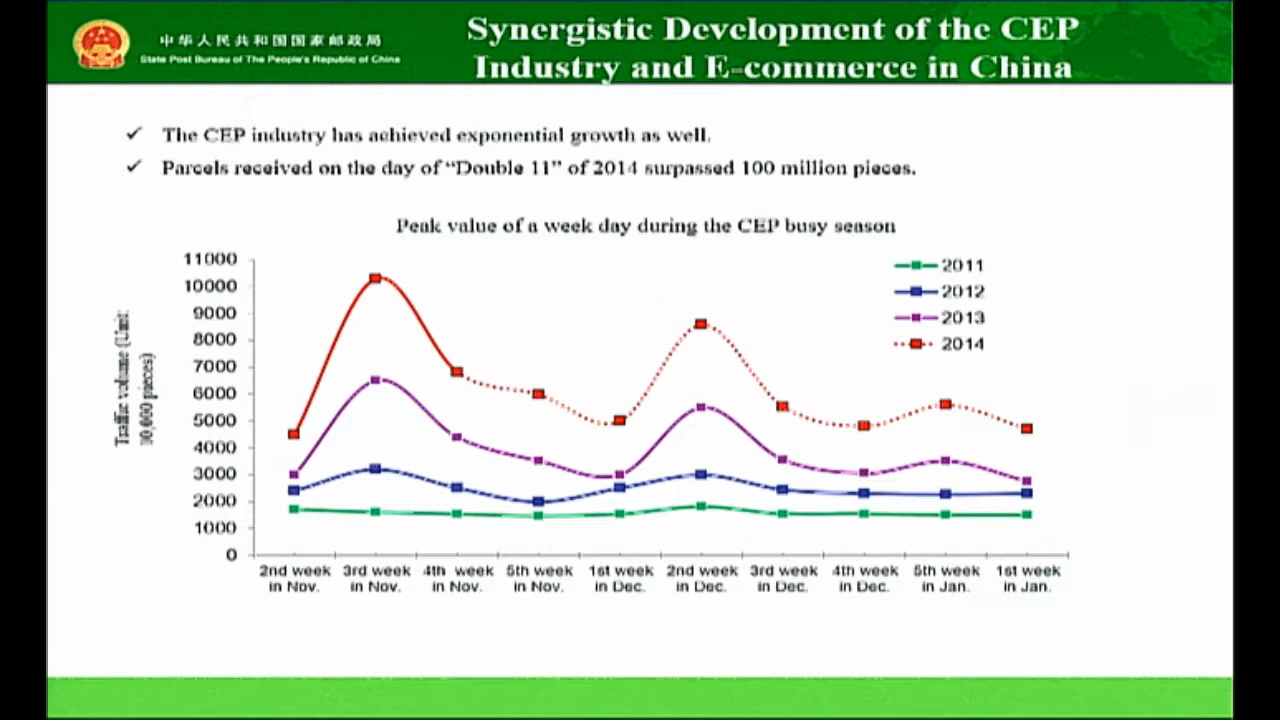 中华人民共和国国家邮政局
State Post Bureau of The People's Republic of China
Synergistic Development of the CEP
Industry and E-commerce in China
✓ The CEP industry has achieved exponential growth as well.
✓ Parcels received on the day of “Double 11” of 2014 surpassed 100 million pieces.
Peak value of a week day during the CEP busy season
Traffic volume (Unit:
10,000 pieces)
11000
10000
9000
8000
7000
6000
5000
4000
3000
2000
1000
0
2011
2012
2013
2014
2nd week in Nov.
3rd week in Nov.
4th week in Nov.
5th week in Nov.
1st week in Dec.
2nd week in Dec.
3rd week in Dec.
4th week in Dec.
5th week in Jan.
1st week in Jan.